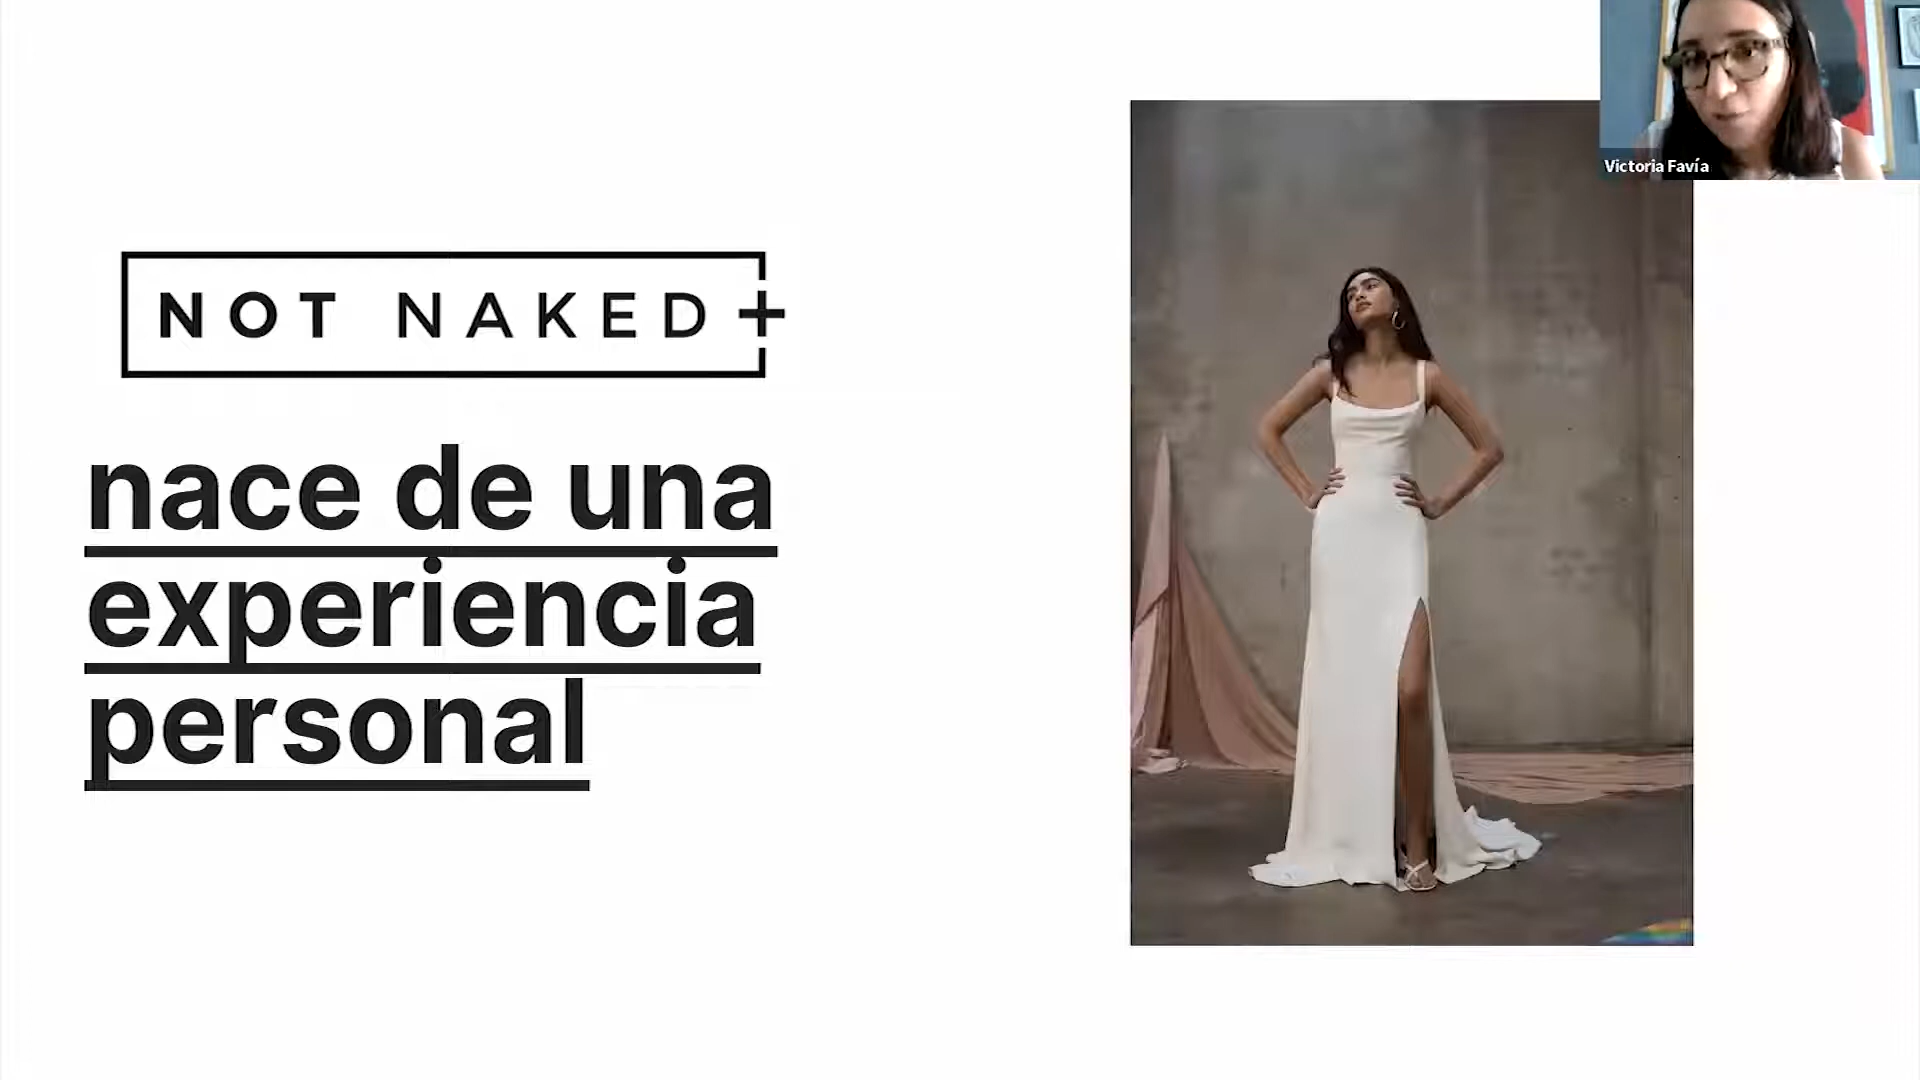 NOT NAKED+
nace de una
experiencia
personal
Victoria Favía